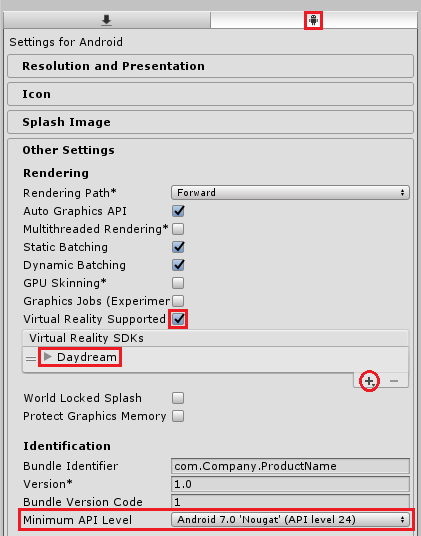 Settings for Android
Resolution and Presentation
Icon
Splash Image
Other Settings
Rendering
Rendering Path* Forward
Auto Graphics API
Multithreaded Rendering*
Static Batching
Dynamic Batching
GPU Skinning*
Graphics Jobs (Experimen
Virtual Reality Supported
Virtual Reality SDKs
Daydream
World Locked Splash
Protect Graphics Memory
Identification
Bundle Identifier com.Company.ProductName
Version* 1.0
Bundle Version Code 1
Minimum API Level Android 7.0 'Nougat' (API level 24)